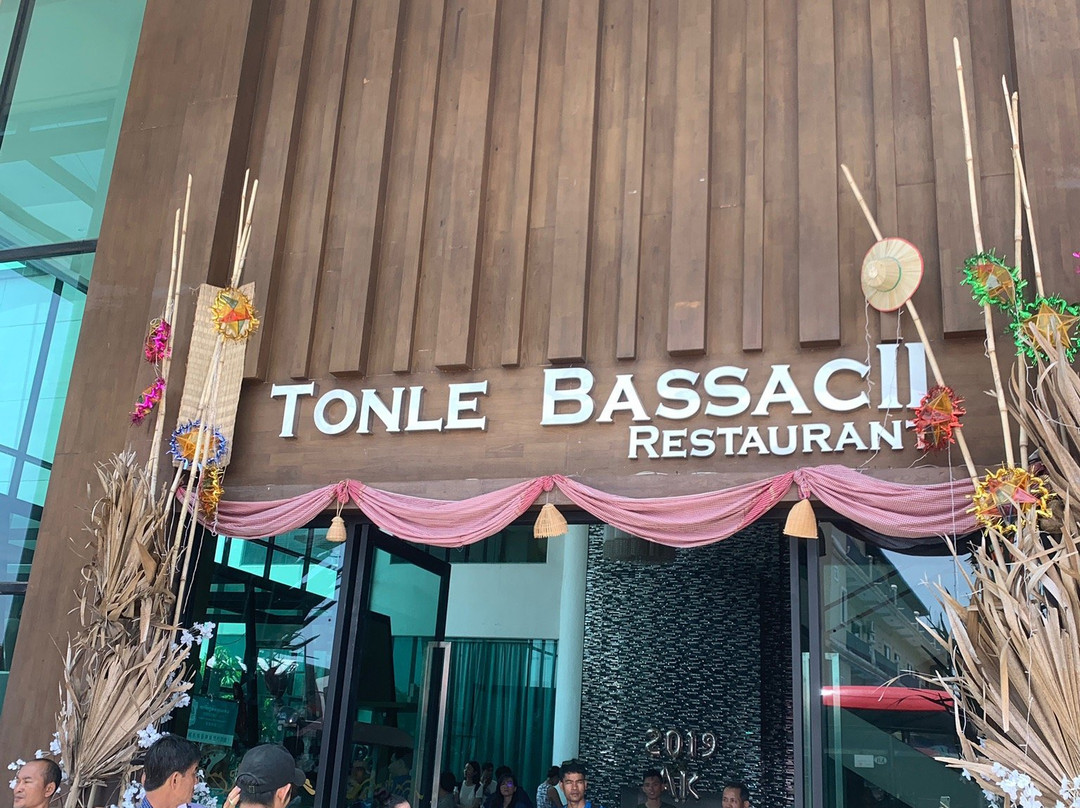 TONLE BASSAC II
RESTAURANT
2019